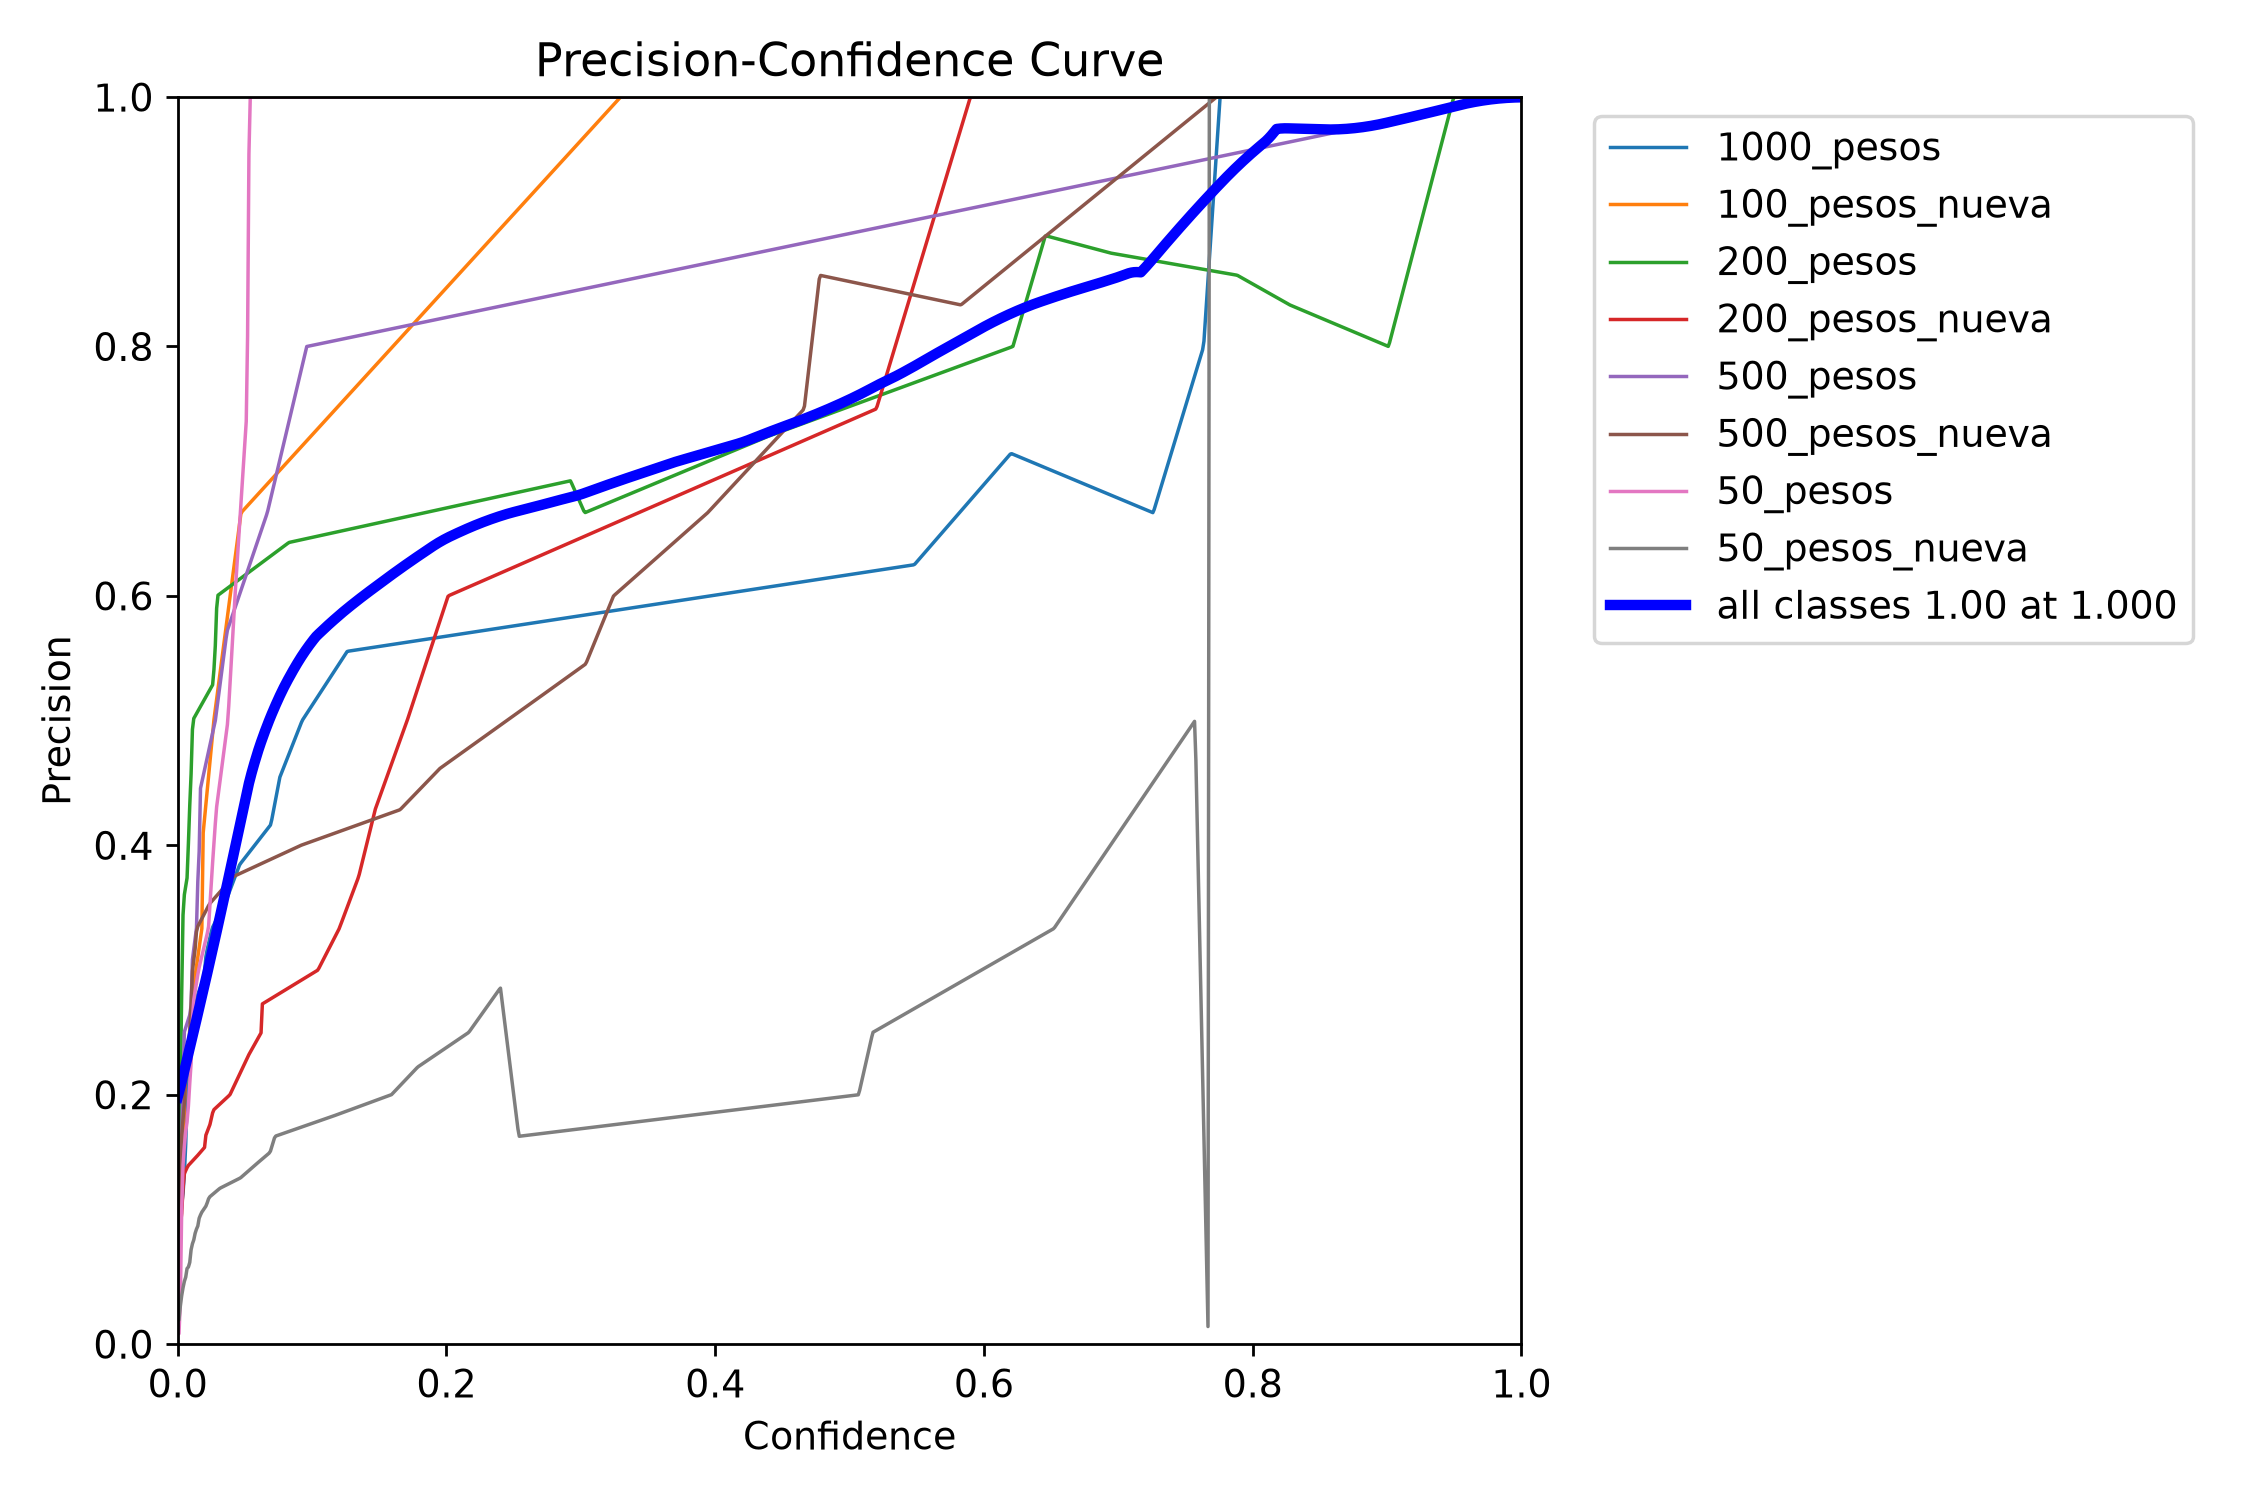 Precision-Confidence Curve
1.0
0.8
0.6
0.4
0.2
0.0
Precision
0.0 0.2 0.4 0.6 0.8 1.0
Confidence
1000_pesos
100_pesos_nueva
200_pesos
200_pesos_nueva
500_pesos
500_pesos_nueva
50_pesos
50_pesos_nueva
all classes 1.00 at 1.000